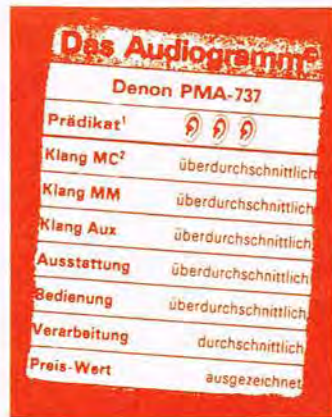 Das Audiogramm®
Denon PMA-737
Prädikat¹
Klang MC² überdurchschnittlich
Klang MM überdurchschnittlich
Klang Aux überdurchschnittlich
Ausstattung überdurchschnittlich
Bedienung überdurchschnittlich
Verarbeitung durchschnittlich
Preis-Wert ausgezeichnet